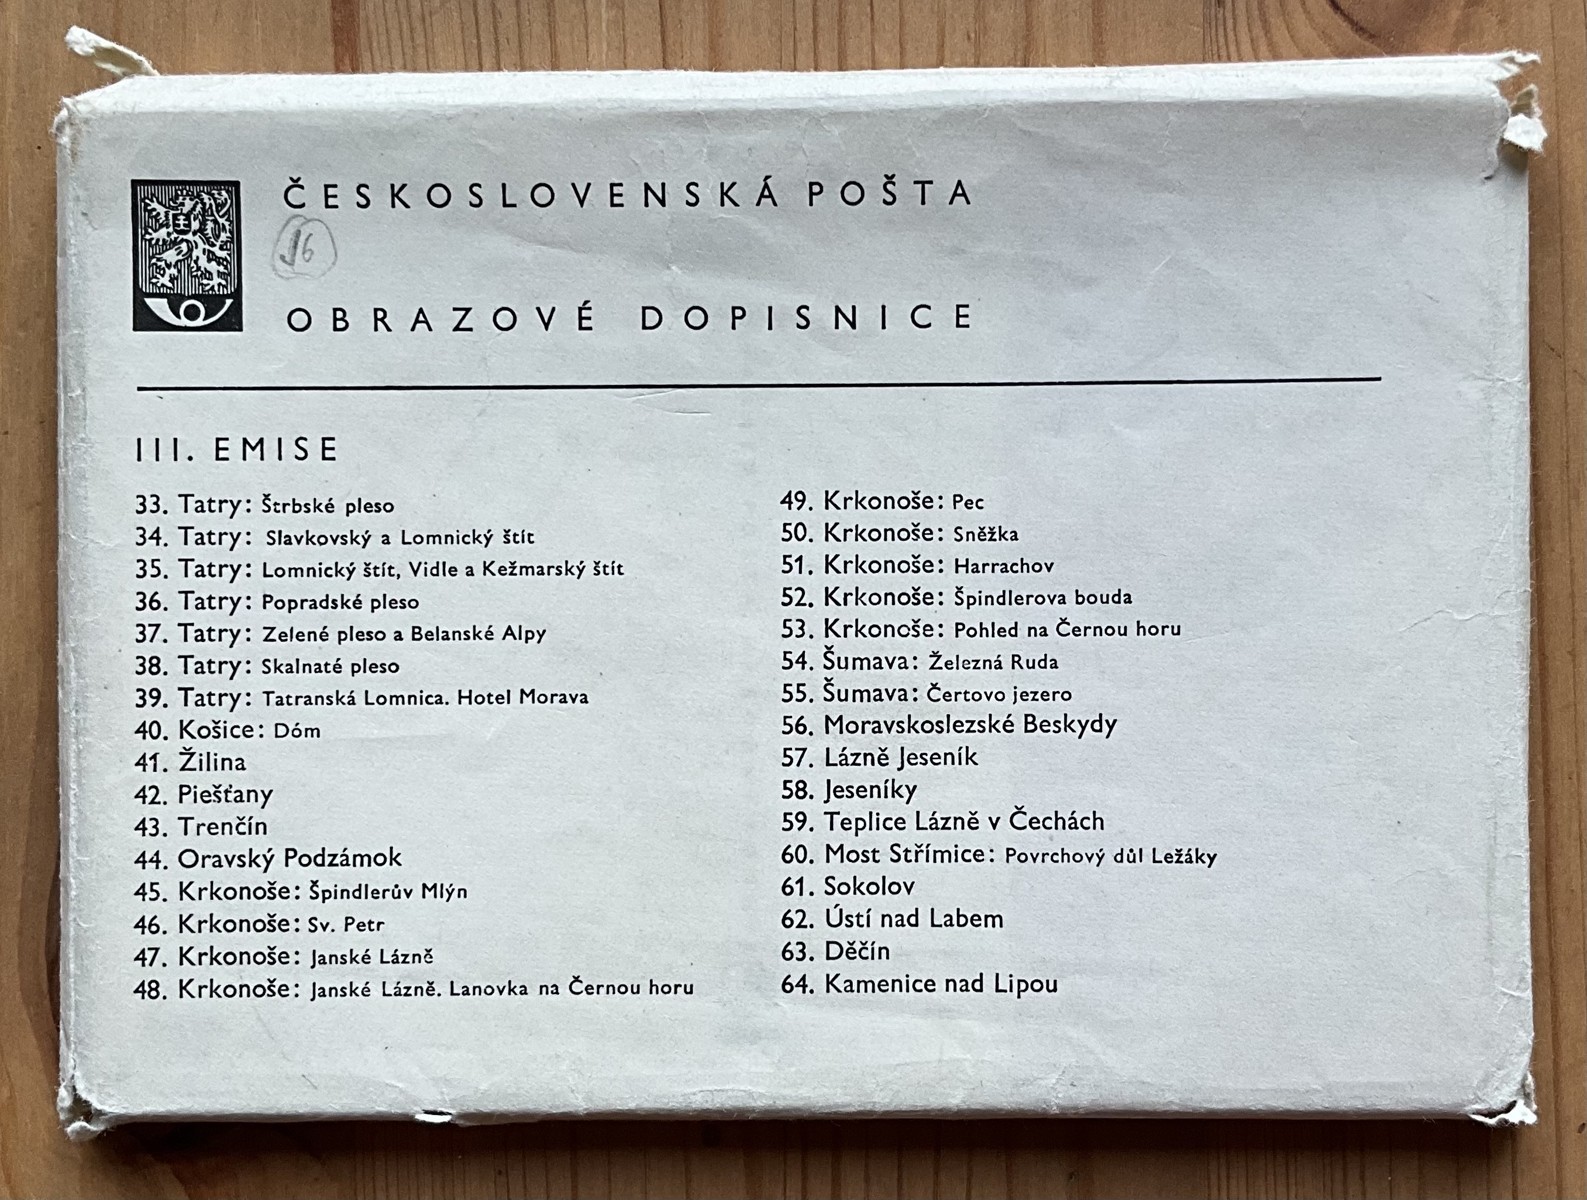 ČESKOSLOVENSKÁ POŠTA
OBRAZOVÉ DOPISNICE
III. EMISE
33. Tatry: Štrbské pleso
34. Tatry: Slavkovský a Lomnický štít
35. Tatry: Lomnický štít, Vidle a Kežmarský štít
36. Tatry: Popradské pleso
37. Tatry: Zelené pleso a Belanské Alpy
38. Tatry: Skalnaté pleso
39. Tatry: Tatranská Lomnica. Hotel Morava
40. Košice: Dóm
41. Žilina
42. Piešťany
43. Trenčín
44. Oravský Podzámok
45. Krkonoše: Špindlerův Mlýn
46. Krkonoše: Sv. Petr
47. Krkonoše: Janské Lázně
48. Krkonoše: Janské Lázně. Lanovka na Černou horu
49. Krkonoše: Pec
50. Krkonoše: Sněžka
51. Krkonoše: Harrachov
52. Krkonoše: Špindlerova bouda
53. Krkonoše: Pohled na Černou horu
54. Šumava: Železná Ruda
55. Šumava: Čertovo jezero
56. Moravskoslezské Beskydy
57. Lázně Jeseník
58. Jeseníky
59. Teplice Lázně v Čechách
60. Most Střímice: Povrchový důl Ležáky
61. Sokolov
62. Ústí nad Labem
63. Děčín
64. Kamenice nad Lipou